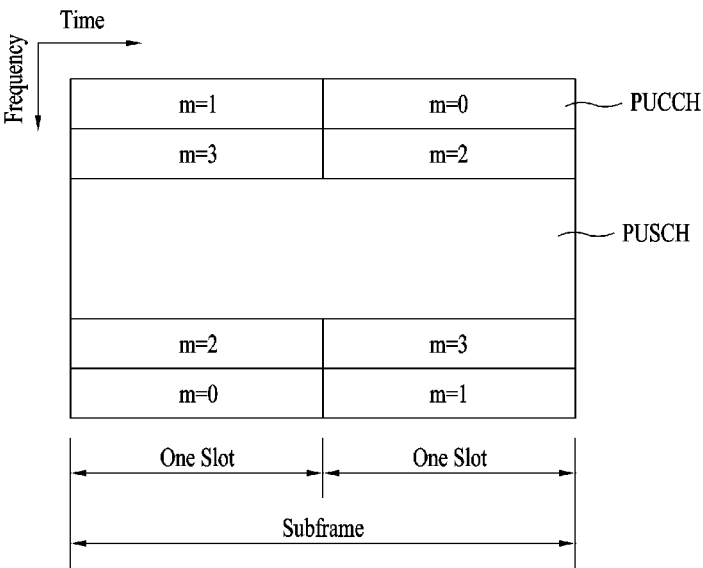 Time
Frequency
m=1 m=0 PUCCH
m=3 m=2
PUSCH
m=2 m=3
m=0 m=1
One Slot One Slot
Subframe